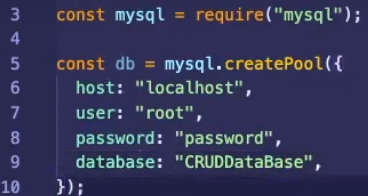 3 const mysql = require("mysql");
4
5 const db = mysql.createPool({
6 host: "localhost",
7 user: "root",
8 password: "password",
9 database: "CRUDDataBase",
10 });